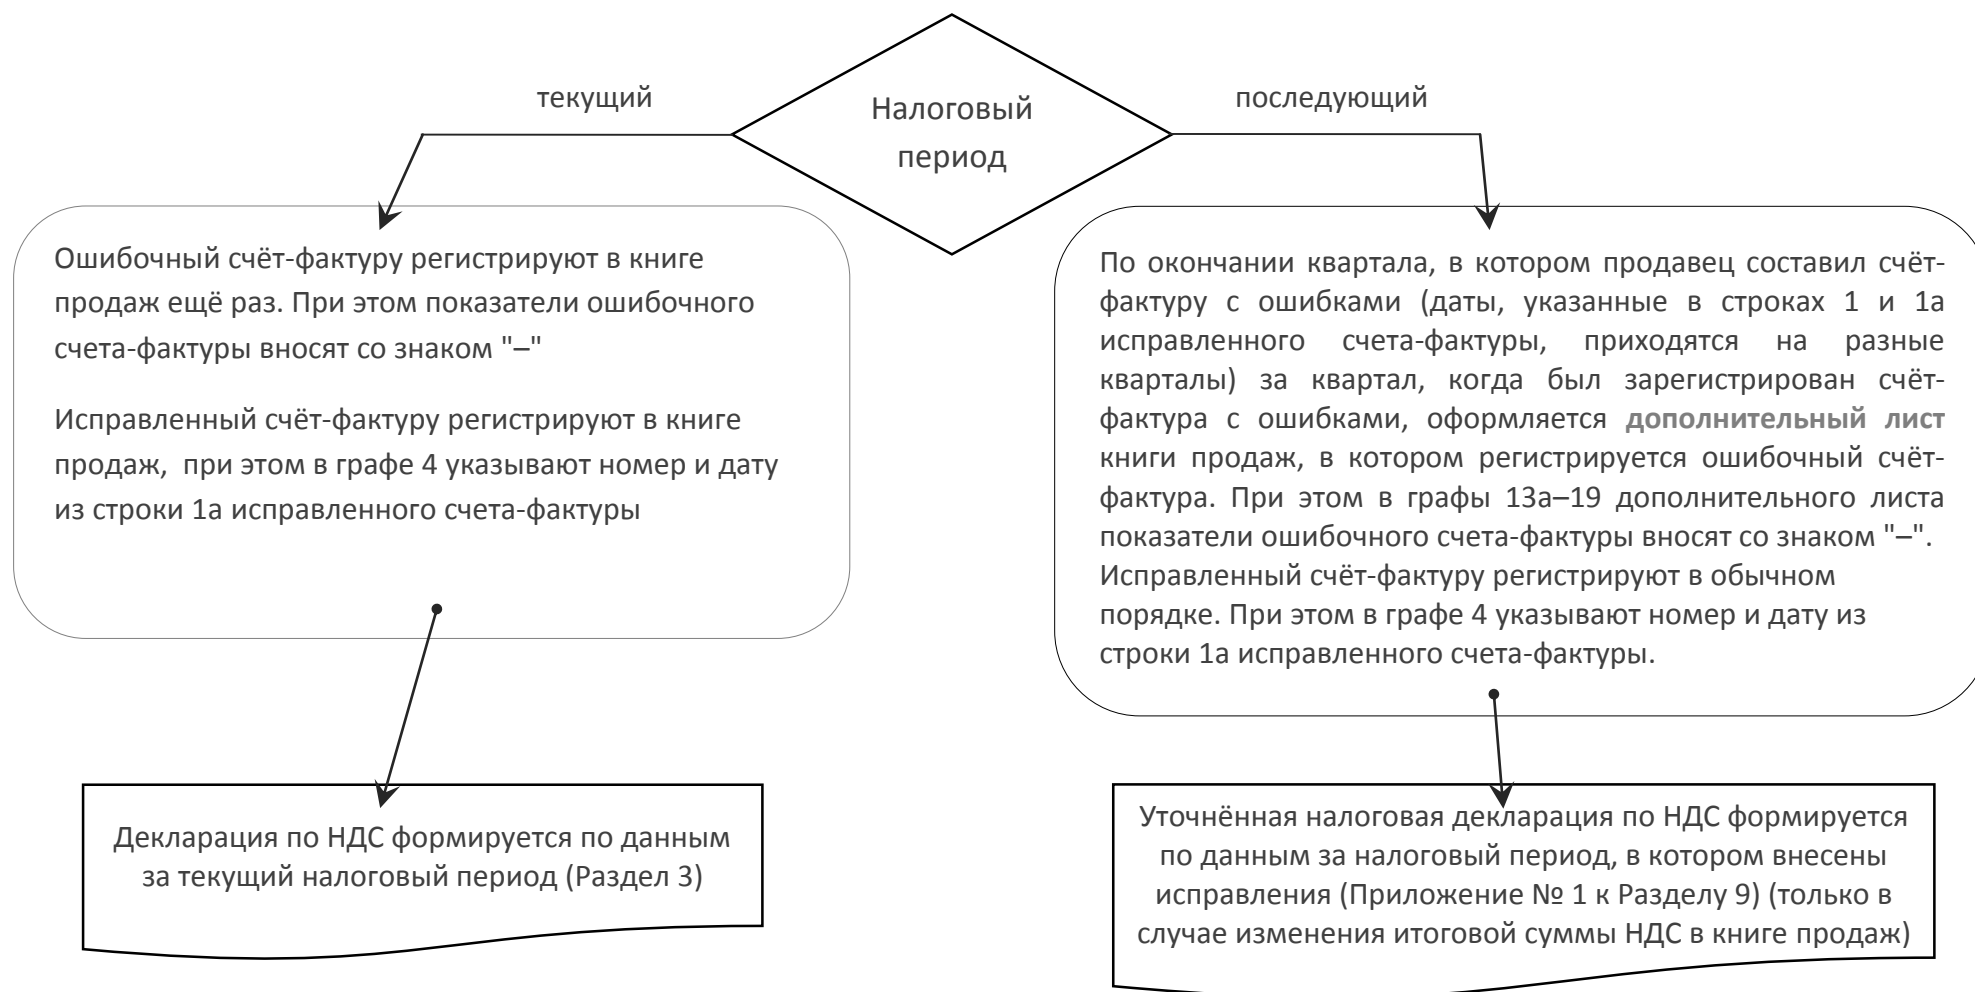 текущий
Налоговый
период
последующий
Ошибочный счёт-фактуру регистрируют в книге
продаж ещё раз. При этом показатели ошибочного
счета-фактуры вносят со знаком "–"
Исправленный счёт-фактуру регистрируют в книге
продаж, при этом в графе 4 указывают номер и дату
из строки 1а исправленного счета-фактуры
По окончании квартала, в котором продавец составил счёт-
фактуру с ошибками (даты, указанные в строках 1 и 1а
исправленного счета-фактуры, приходятся на разные
кварталы) за квартал, когда был зарегистрирован счёт-
фактура с ошибками, оформляется дополнительный лист
книги продаж, в котором регистрируется ошибочный счёт-
фактура. При этом в графы 13а–19 дополнительного листа
показатели ошибочного счета-фактуры вносят со знаком "–".
Исправленный счёт-фактуру регистрируют в обычном
порядке. При этом в графе 4 указывают номер и дату из
строки 1а исправленного счета-фактуры.
Декларация по НДС формируется по данным
за текущий налоговый период (Раздел 3)
Уточнённая налоговая декларация по НДС формируется
по данным за налоговый период, в котором внесены
исправления (Приложение № 1 к Разделу 9) (только в
случае изменения итоговой суммы НДС в книге продаж)